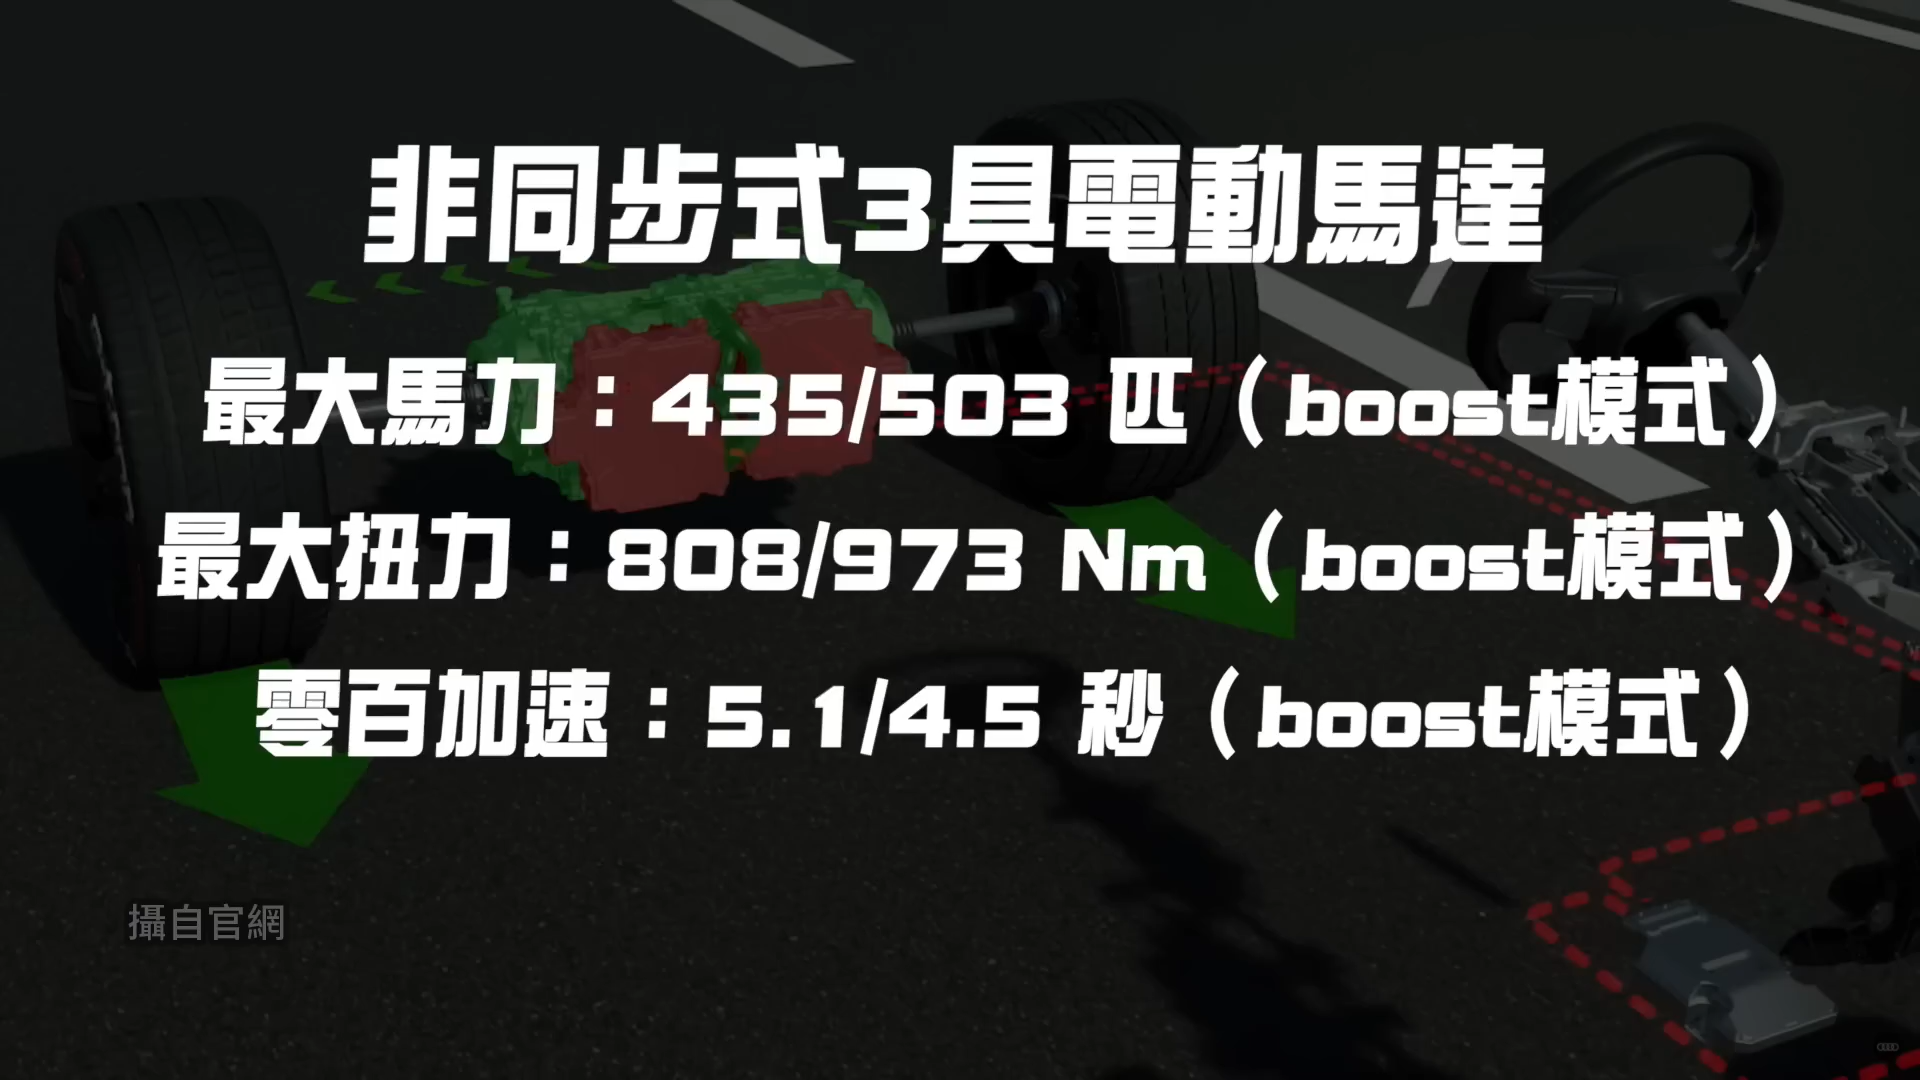 非同步式3具電動馬達
最大馬力：435/503 匹（boost模式）
最大扭力：808/973 Nm（boost模式）
零百加速：5.1/4.5 秒（boost模式）
攝自官網